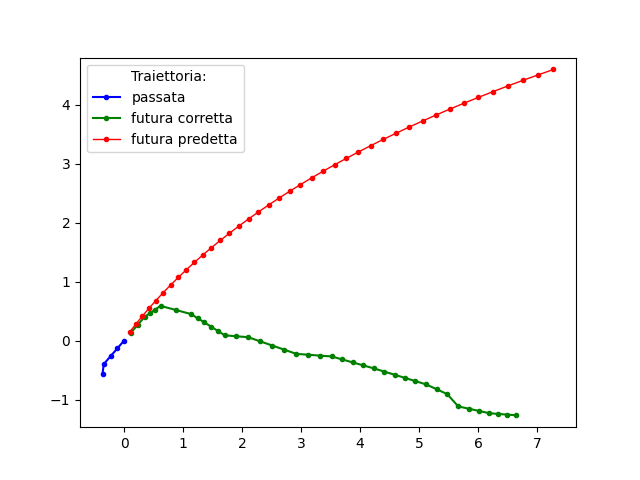 Traiettoria:
passata
futura corretta
futura predetta
4
3
2
1
0
−1
0 1 2 3 4 5 6 7